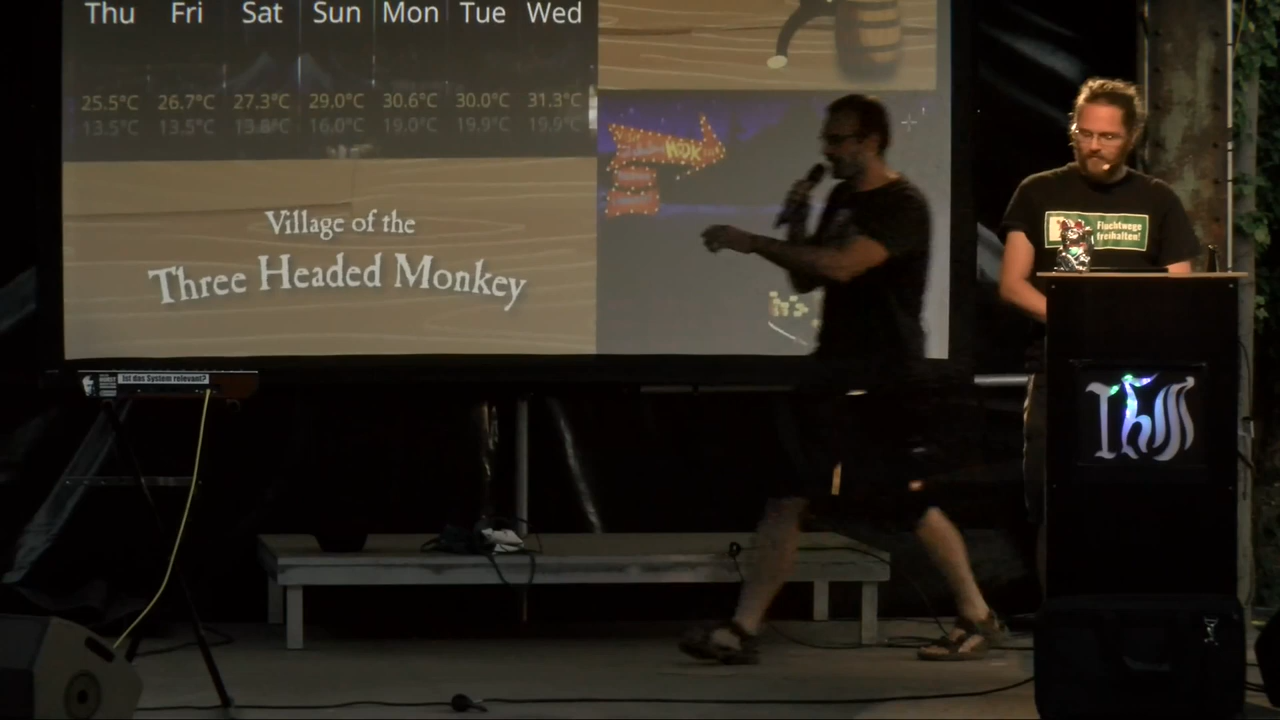 Thu Fri Sat Sun Mon Tue Wed
25.5°C 26.7°C 27.3°C 29.0°C 30.6°C 30.0°C 31.3°C
13.5°C 13.5°C 13.8°C 16.0°C 19.0°C 19.9°C 19.9°C
Village of the
Three Headed Monkey
Fluchtwege
freihalten!
Ist das System relevant?